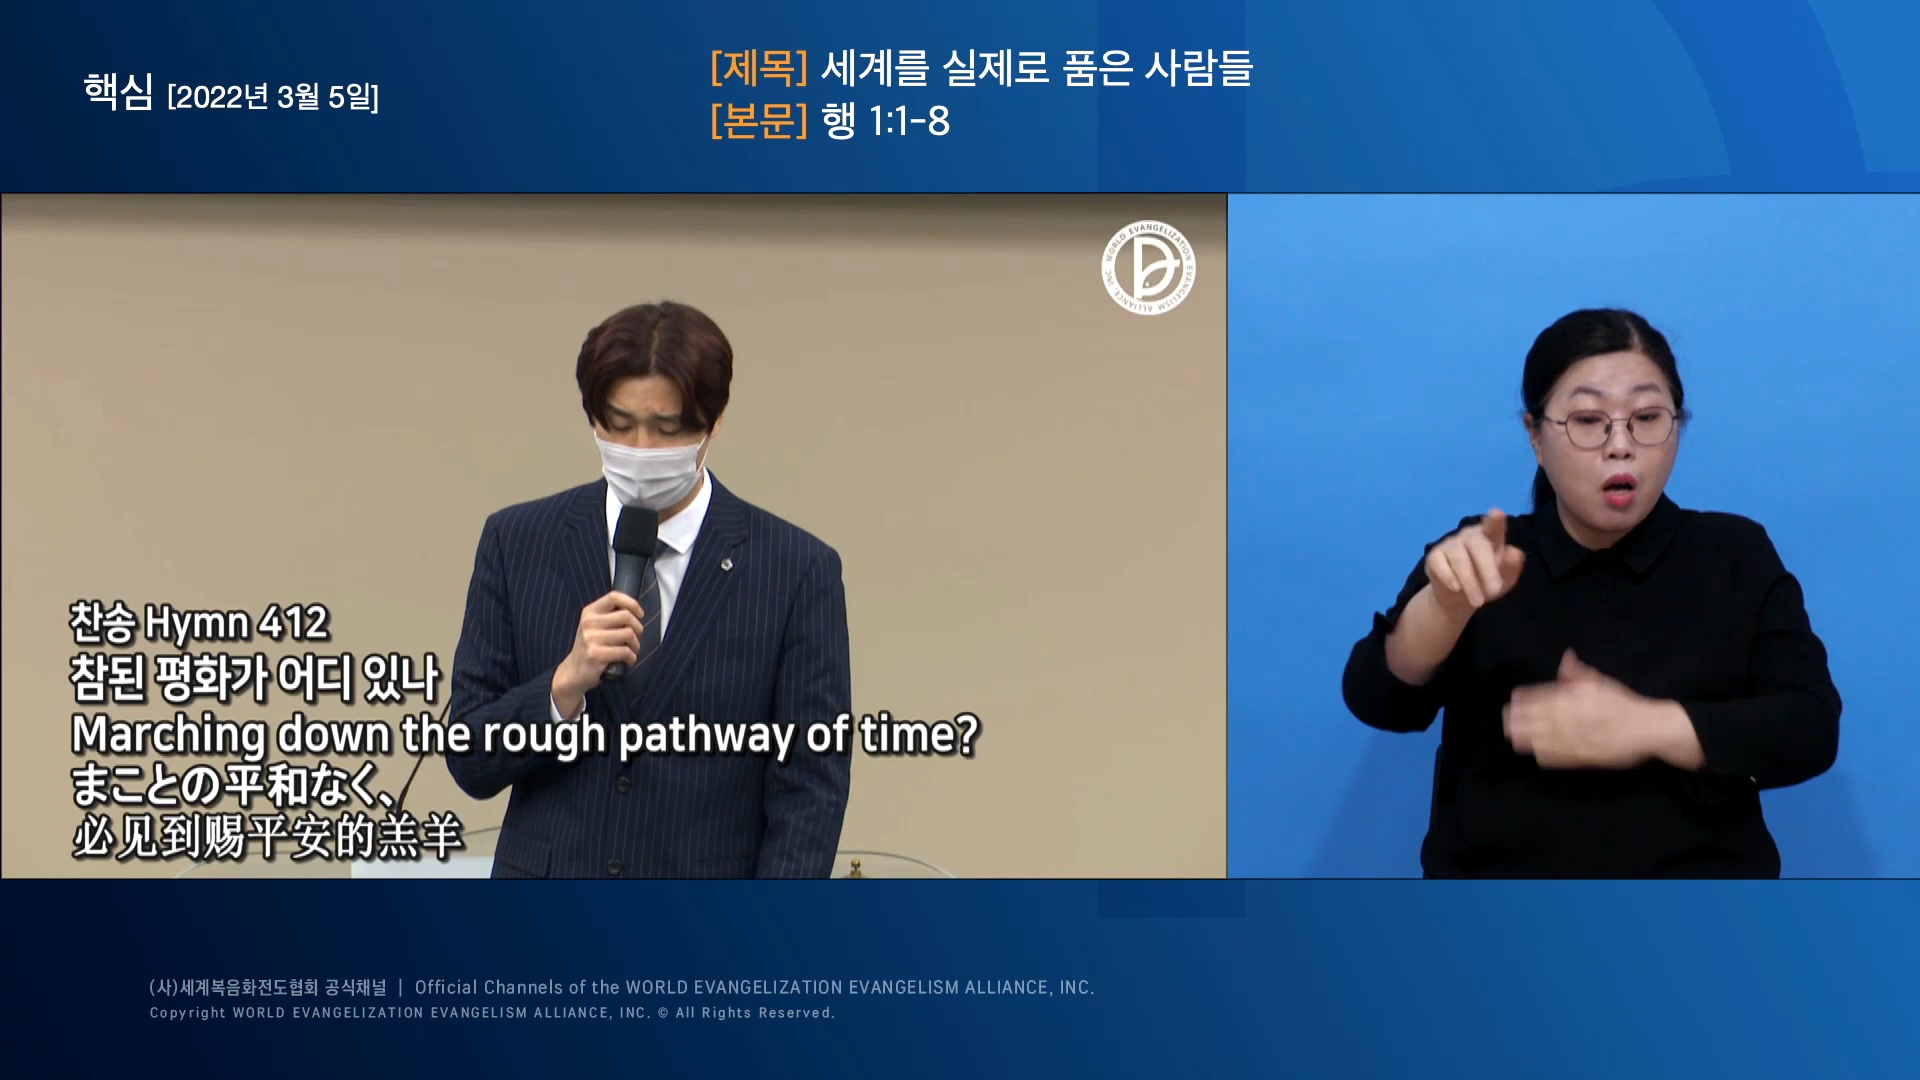 핵심 [2022년 3월 5일]
[제목] 세계를 실제로 품은 사람들
[본문] 행 1:1-8
WORLD EVANGELIZATION EVANGELISM ALLIANCE, INC.
찬송 Hymn 412
참된 평화가 어디 있나
Marching down the rough pathway of time?
まことの平和なく、
必见到赐平安的羔羊
(사)세계복음화전도협회 공식채널 | Official Channels of the WORLD EVANGELIZATION EVANGELISM ALLIANCE, INC.
Copyright WORLD EVANGELIZATION EVANGELISM ALLIANCE, INC. © All Rights Reserved.